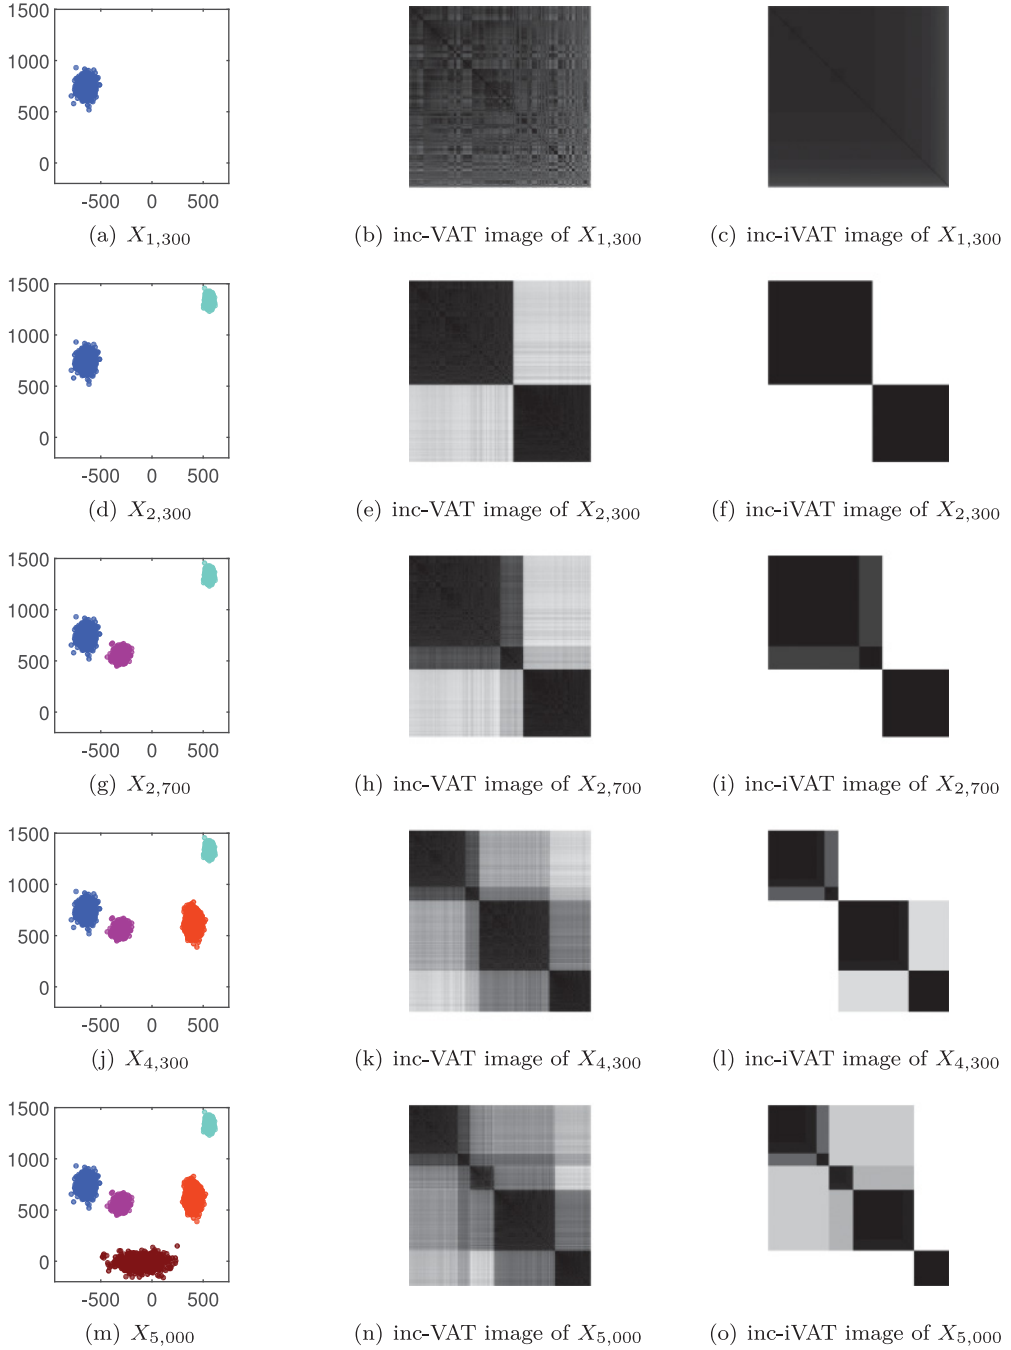 1500
1000
500
0
-500 0 500
(a) X1,300
(b) inc-VAT image of X1,300
(c) inc-iVAT image of X1,300
1500
1000
500
0
-500 0 500
(d) X2,300
(e) inc-VAT image of X2,300
(f) inc-iVAT image of X2,300
1500
1000
500
0
-500 0 500
(g) X2,700
(h) inc-VAT image of X2,700
(i) inc-iVAT image of X2,700
1500
1000
500
0
-500 0 500
(j) X4,300
(k) inc-VAT image of X4,300
(l) inc-iVAT image of X4,300
1500
1000
500
0
-500 0 500
(m) X5,000
(n) inc-VAT image of X5,000
(o) inc-iVAT image of X5,000